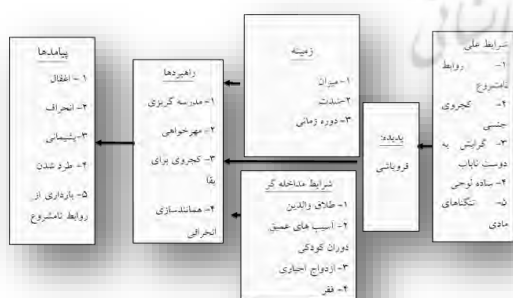 شرایط علی
۱- روابط
نامشروع
۲- کجروی
جنسی
۳- گرایش به
دوست ناباب
۴- ساده لوحی
۵- تنگناهای
مادی
پدیده:
زمینه
۱-میزان
۲-شدت
۳- دوره زمانی
شرایط مداخله گر
۱- طلاق والدین
۲- آسیب های عمیق
دوران کودکی
۳-ازدواج اجباری
۴- فقر
راهبردها
۱-مدرسه گریزی
۲- مهرخواهی
۳- کجروی برای
بقا
۴- همانندسازی
انحرافی
پیامدها
۱- اغفال
۲- انحراف
۳-پشیمانی
۴- طرد شدن
۵- بارداری از
روابط نامشروع